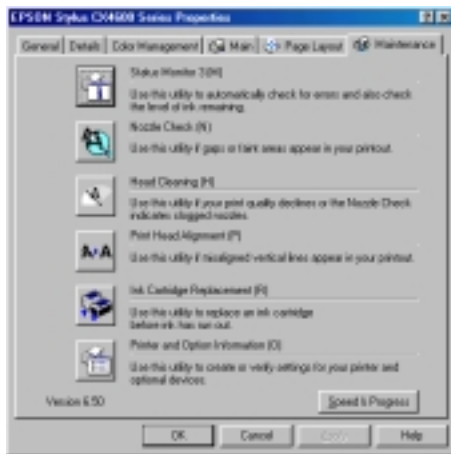 EPSON Stylus CX4600 Series Properties
General Details Color Management Main Page Layout Maintenance
Status Monitor 3 (M)
Use this utility to automatically check for errors and also check
the level of ink remaining.
Nozzle Check (N)
Use this utility if gaps or faint areas appear in your printout.
Head Cleaning (H)
Use this utility if your print quality declines or the Nozzle Check
indicates clogged nozzles.
Print Head Alignment (P)
Use this utility if misaligned vertical lines appear in your printout.
Ink Cartridge Replacement (R)
Use this utility to replace an ink cartridge
before ink has run out.
Printer and Option Information (O)
Use this utility to create or verify settings for your printer and
optional devices.
Version 6.50
Speed & Progress
OK Cancel Apply Help